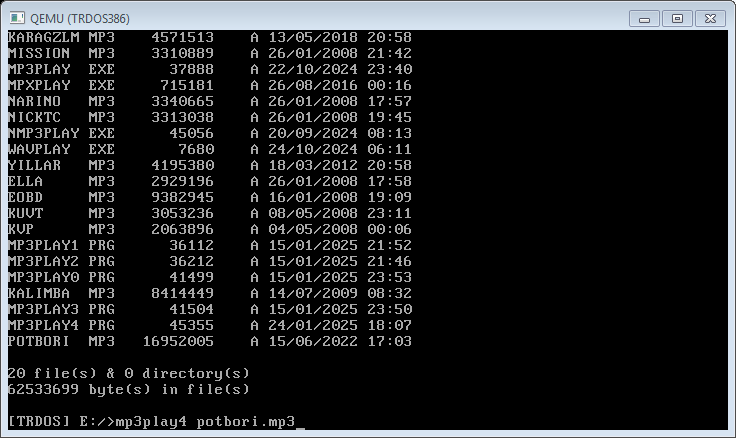 QEMU (TRDOS386)
KARAGZLM MP3 4571513 A 13/05/2018 20:58
MISSION MP3 3310889 A 26/01/2008 21:42
MP3PLAY EXE 37888 A 22/10/2024 23:40
MPXPLAY EXE 715181 A 26/08/2016 00:16
NARINO MP3 3340665 A 26/01/2008 17:57
NICKTC MP3 3313038 A 26/01/2008 19:45
NMP3PLAY EXE 45056 A 20/09/2024 08:13
WAVPLAY EXE 7680 A 24/10/2024 06:11
YILLAR MP3 4195380 A 18/03/2012 20:58
ELLA MP3 2929196 A 26/01/2008 17:58
EOBD MP3 9382945 A 16/01/2008 19:09
KUVT MP3 3053236 A 08/05/2008 23:11
KVP MP3 2063896 A 04/05/2008 00:06
MP3PLAY1 PRG 36112 A 15/01/2025 21:52
MP3PLAY2 PRG 36212 A 15/01/2025 21:46
MP3PLAY0 PRG 41499 A 15/01/2025 23:53
KALIMBA MP3 8414449 A 14/07/2009 08:32
MP3PLAY3 PRG 41504 A 15/01/2025 23:50
MP3PLAY4 PRG 45355 A 24/01/2025 18:07
POTBORI MP3 16952005 A 15/06/2022 17:03
20 file(s) & 0 directory(s)
62533699 byte(s) in file(s)
[TRDOS] E:/>mp3play4 potbori.mp3_